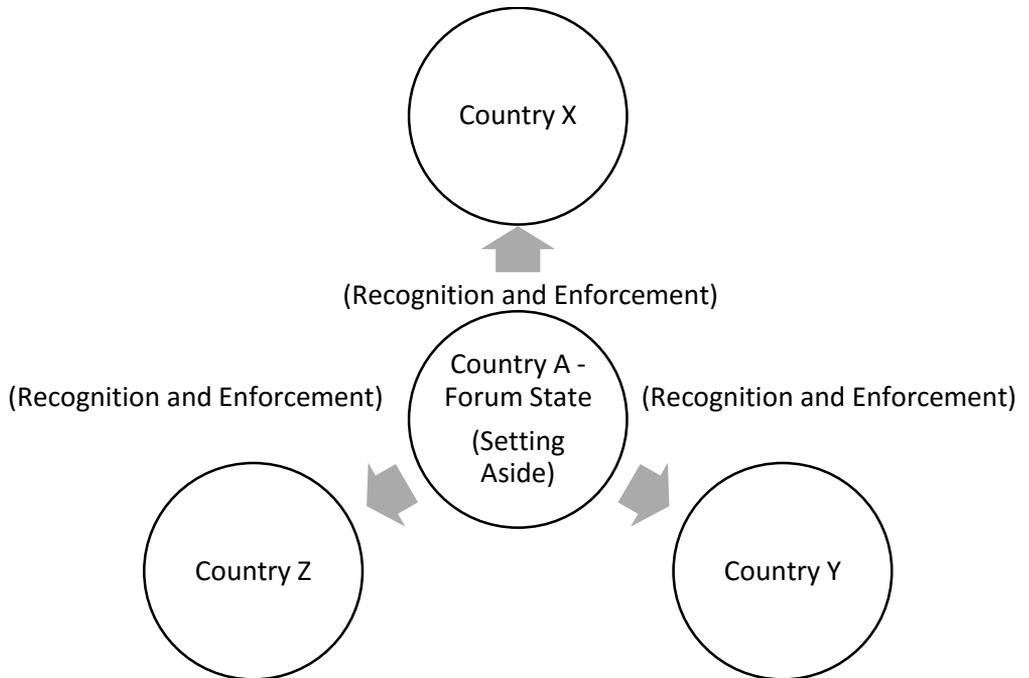 Country X
(Recognition and Enforcement)
Country A -
Forum State
(Setting
Aside)
(Recognition and Enforcement)
(Recognition and Enforcement)
Country Z
Country Y